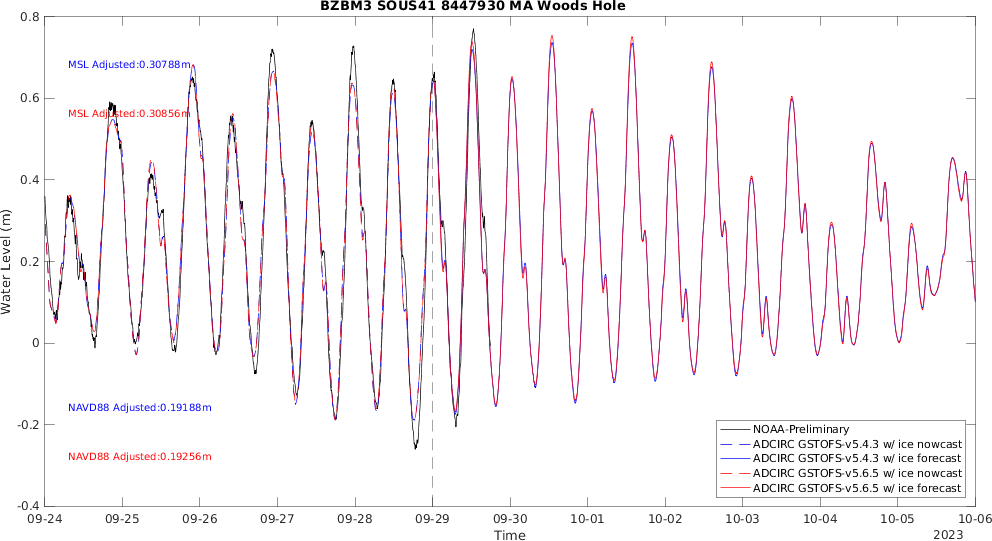 BZBM3 SOUS41 8447930 MA Woods Hole
0.8
0.6
0.4
0.2
0
-0.2
-0.4
Water Level (m)
MSL Adjusted:0.30788m
MSL Adjusted:0.30856m
NAVD88 Adjusted:0.19188m
NAVD88 Adjusted:0.19256m
NOAA-Preliminary
ADCIRC GSTOFS-v5.4.3 w/ ice nowcast
ADCIRC GSTOFS-v5.4.3 w/ ice forecast
ADCIRC GSTOFS-v5.6.5 w/ ice nowcast
ADCIRC GSTOFS-v5.6.5 w/ ice forecast
09-24 09-25 09-26 09-27 09-28 09-29 09-30 10-01 10-02 10-03 10-04 10-05 10-06
Time
2023